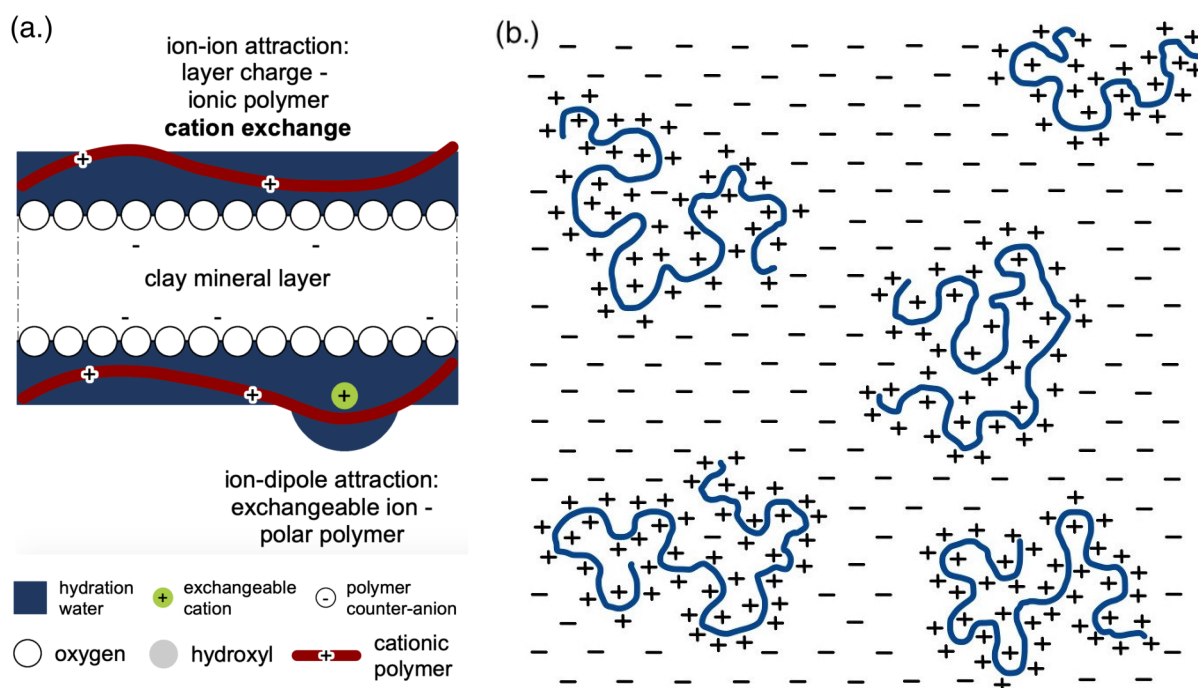 (a.)
ion-ion attraction:
layer charge -
ionic polymer
cation exchange
clay mineral layer
ion-dipole attraction:
exchangeable ion -
polar polymer
hydration
water
exchangeable
cation
polymer
counter-anion
oxygen
hydroxyl
cationic
polymer
(b.)